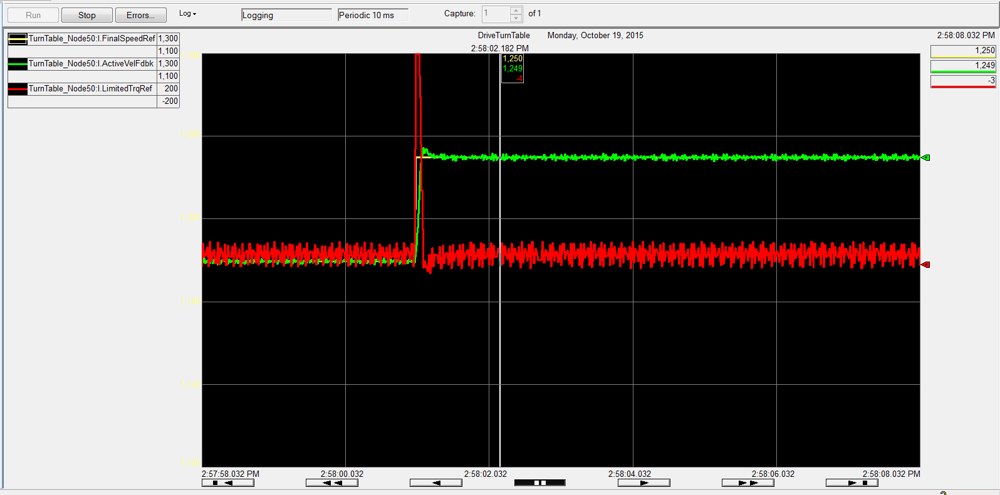 Run Stop Errors... Log Logging Periodic 10 ms Capture: 1 of 1
DriveTurnTable Monday, October 19, 2015 2:58:08.032 PM
2:58:02.182 PM
TurnTable_Node50:I.FinalSpeedRef 1,300
1,100
TurnTable_Node50:I.ActiveVelFdbk 1,300
1,100
TurnTable_Node50:I.LimitedTrqRef 200
-200
1,250
1,249
-4
1,250
1,249
-3
1,300
1,220
1,180
1,140
2:57:58.032 PM 2:58:00.032 2:58:02.032 2:58:04.032 2:58:06.032 2:58:08.032 PM